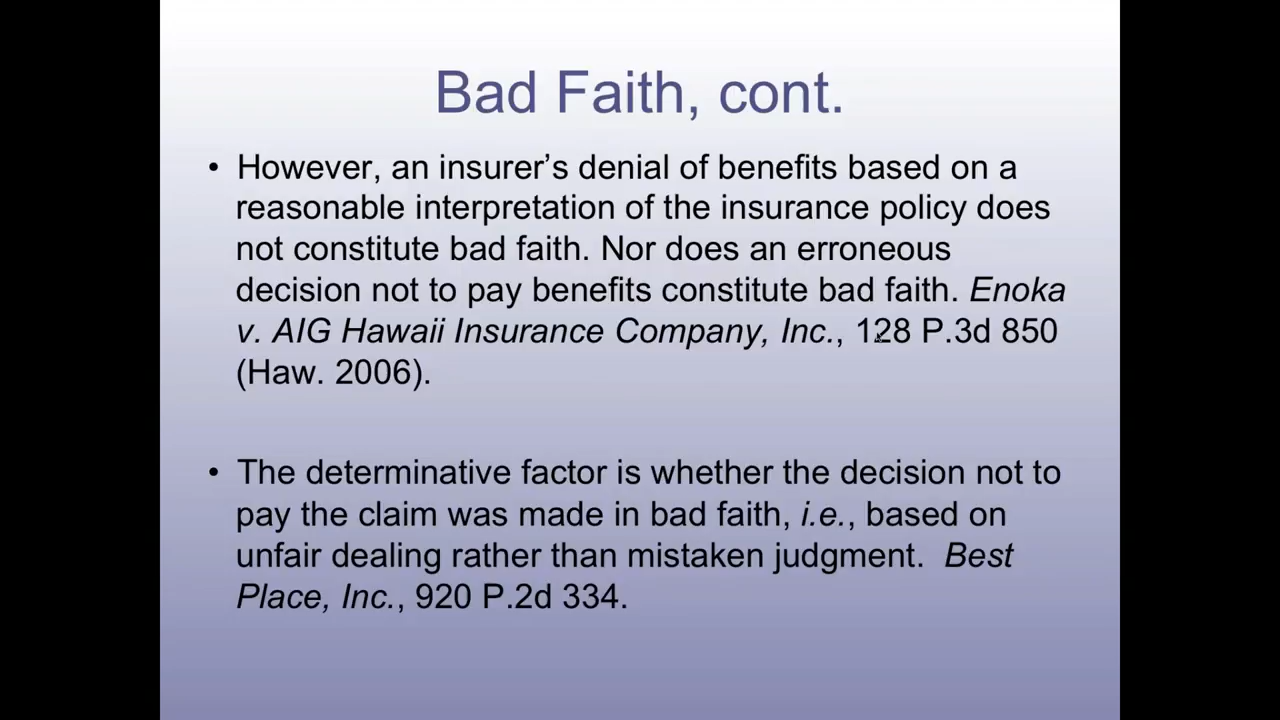 Bad Faith, cont.
• However, an insurer’s denial of benefits based on a
reasonable interpretation of the insurance policy does
not constitute bad faith. Nor does an erroneous
decision not to pay benefits constitute bad faith. Enoka
v. AIG Hawaii Insurance Company, Inc., 128 P.3d 850
(Haw. 2006).
• The determinative factor is whether the decision not to
pay the claim was made in bad faith, i.e., based on
unfair dealing rather than mistaken judgment.  Best
Place, Inc., 920 P.2d 334.